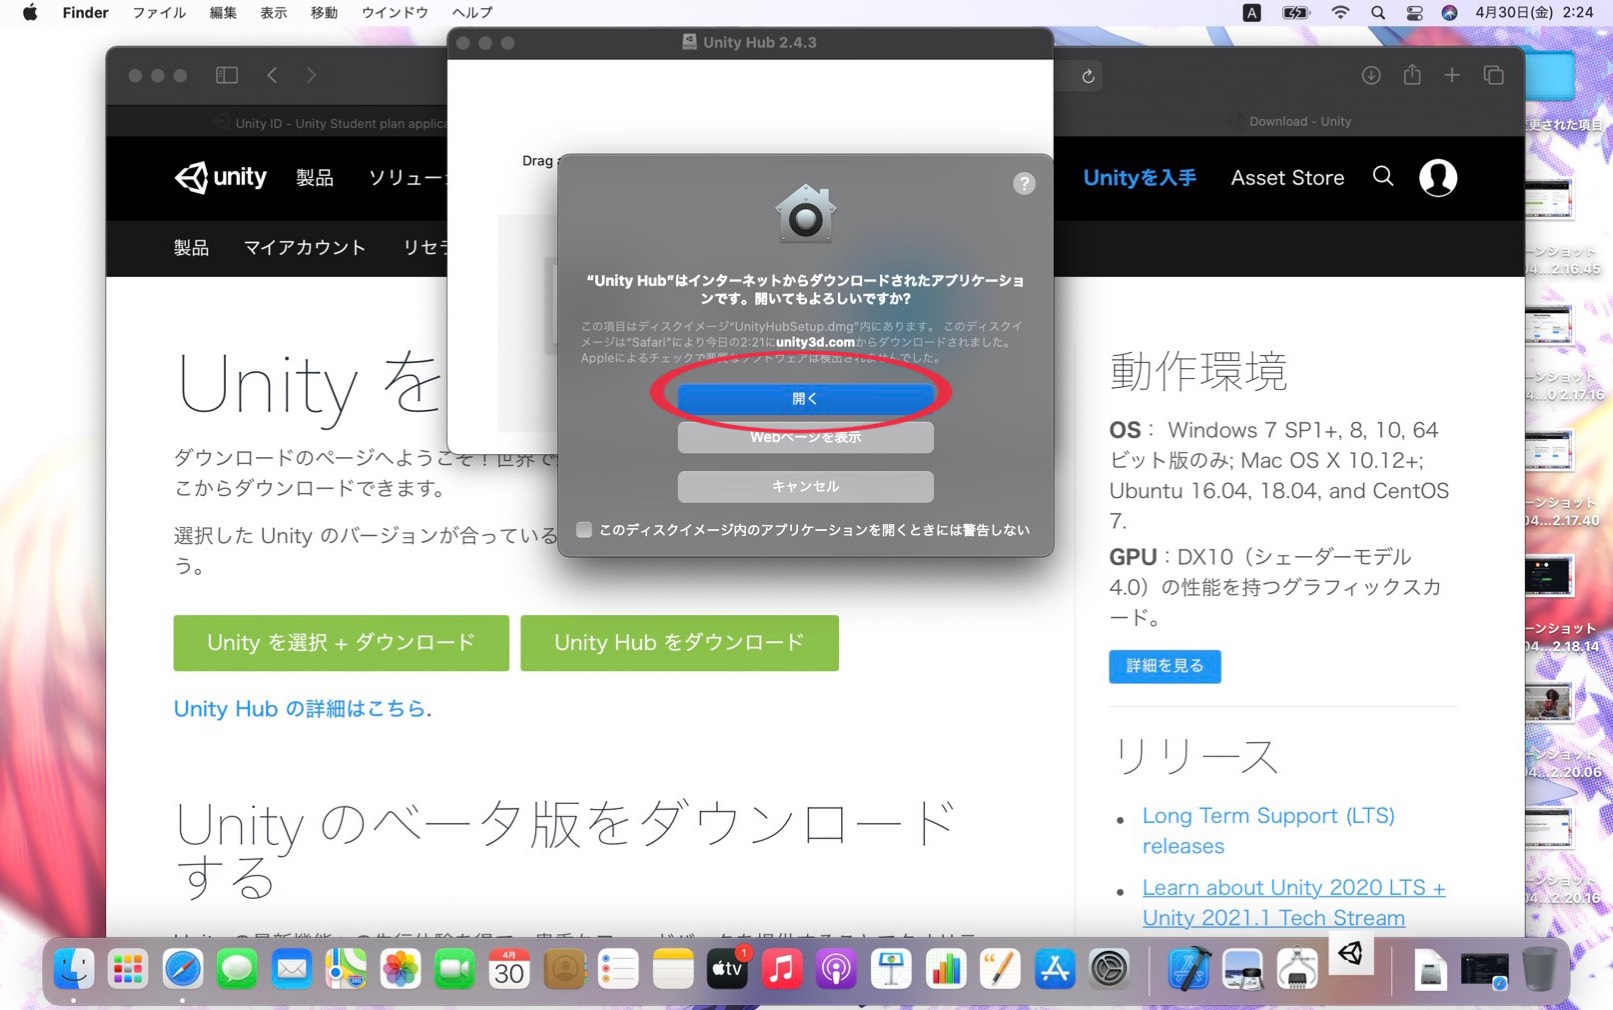 Finder ファイル 編集 表示 移動 ウインドウ ヘルプ A 4月30日(金) 2:24
Unity Hub 2.4.3
Unity ID - Unity Student plan applica
Download - Unity
unity 製品 ソリュー
Unityを入手 Asset Store
製品 マイアカウント リセラ
Drag
?
“Unity Hub”はインターネットからダウンロードされたアプリケーショ
ンです。開いてもよろしいですか?
この項目はディスクイメージ“UnityHubSetup.dmg”内にあります。このディスクイ
メージは“Safari”により今日の2:21にunity3d.comからダウンロードされました。
Appleによるチェックで悪質なソフトウェアは検出されませんでした。
開く
Webページを表示
キャンセル
このディスクイメージ内のアプリケーションを開くときには警告しない
Unity を
ダウンロードのページへようこそ！世界で
こからダウンロードできます。
選択した Unity のバージョンが合っている
う。
Unity を選択 + ダウンロード
Unity Hub をダウンロード
Unity Hub の詳細はこちら.
Unity のベータ版をダウンロード
する
動作環境
OS： Windows 7 SP1+, 8, 10, 64
ビット版のみ; Mac OS X 10.12+;
Ubuntu 16.04, 18.04, and CentOS
7.
GPU：DX10（シェーダーモデル
4.0）の性能を持つグラフィックスカ
ード。
詳細を見る
リリース
Long Term Support (LTS)
releases
Learn about Unity 2020 LTS +
Unity 2021.1 Tech Stream
更された項目
ーンショット
04...2.16.45
ーンショット
4...0 2.17.16
ーンショット
04...2.17.40
ーンショット
04...2.18.14
ーンショット
04...2.20.06
ーンショット
04...2.20.16
4月
30
tv
1